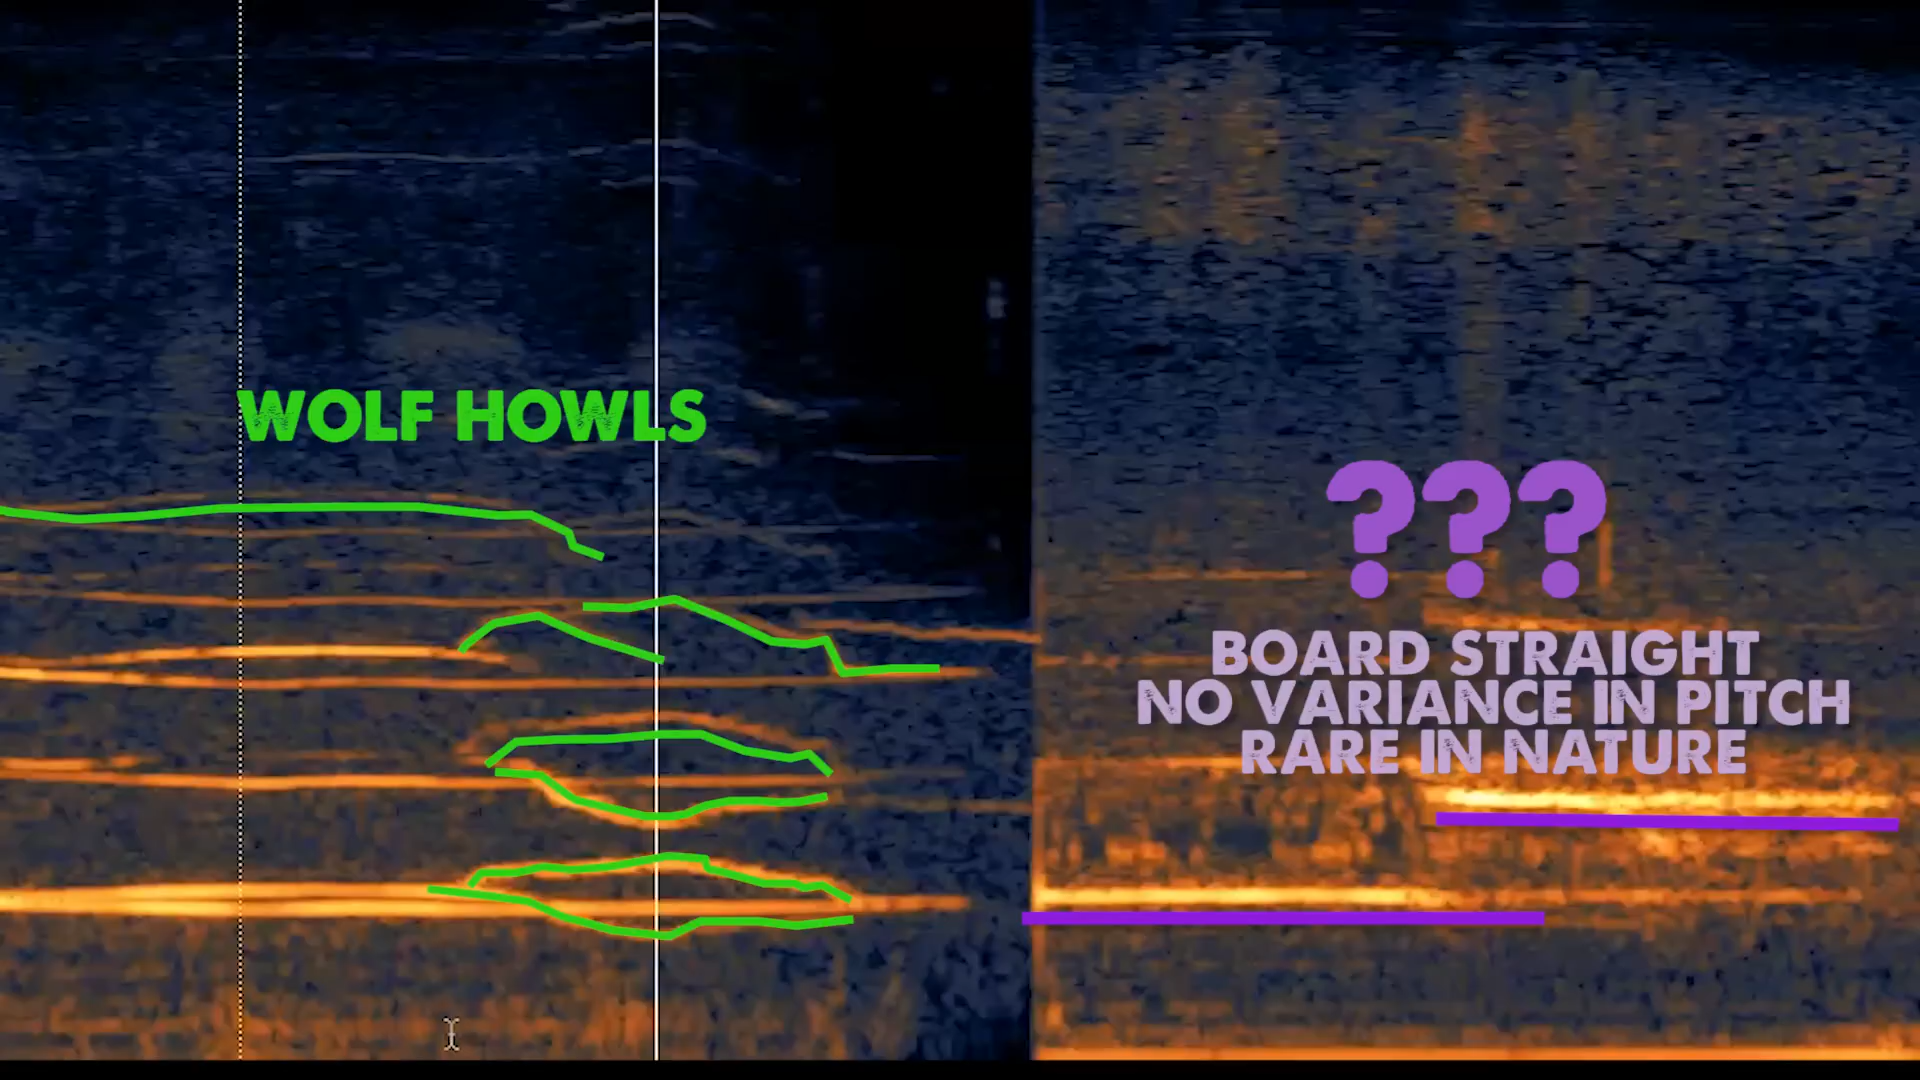 WOLF HOWLS
???
BOARD STRAIGHT
NO VARIANCE IN PITCH
RARE IN NATURE